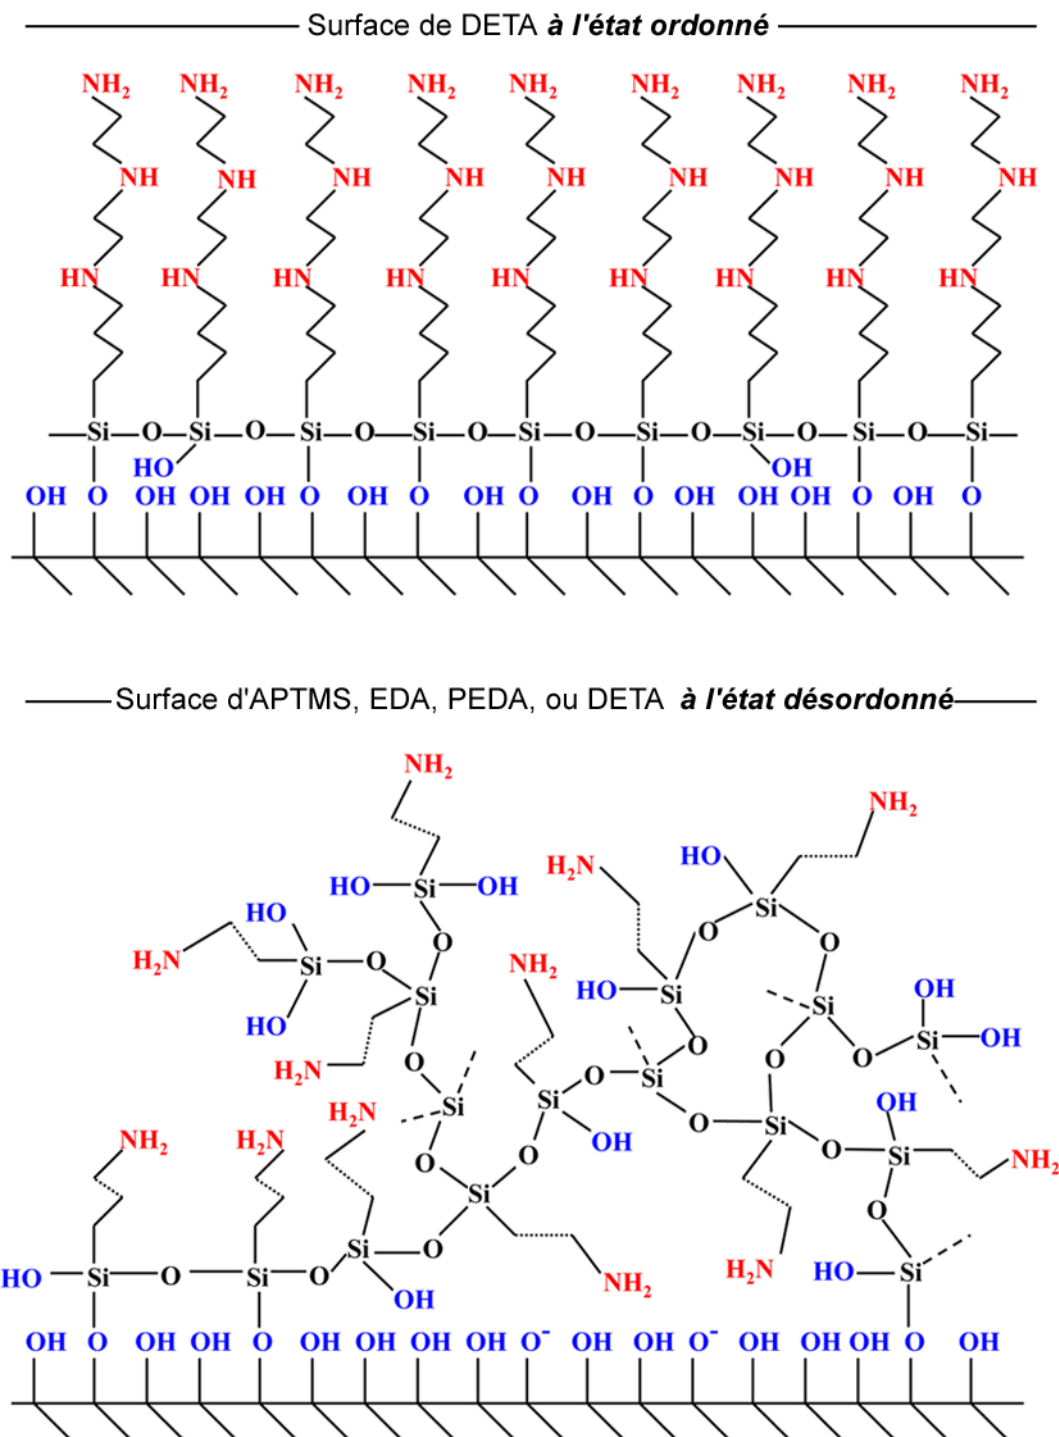 Surface de DETA à l'état ordonné
NH2 NH2 NH2 NH2 NH2 NH2 NH2 NH2 NH2
NH NH NH NH NH NH NH NH NH
HN HN HN HN HN HN HN HN HN
Si O Si O Si O Si O Si O Si O Si O Si O Si
HO OH
OH O OH OH OH O OH O OH O OH O OH OH OH O OH O
Surface d'APTMS, EDA, PEDA, ou DETA à l'état désordonné
NH2
NH2
HO
H2N
HO Si OH
Si
HO
O
O O
H2N Si O NH2
Si HO Si OH
Si
HO
Si OH
O
O O O
H2N
O Si
Si
Si OH
H2N
O Si
OH
O Si
NH2 H2N
O O
Si
NH2
Si
O
H2N
Si O
NH2
HO Si O Si O HO Si
OH
OH O OH OH O OH OH OH OH O- OH OH O- OH OH OH O OH